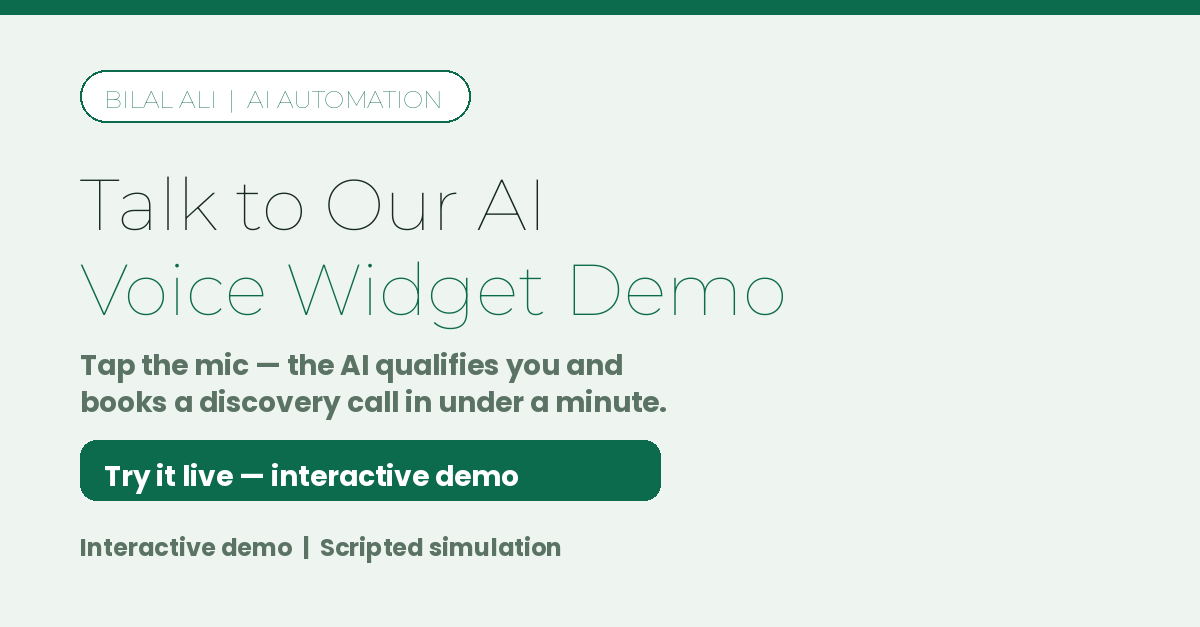 BILAL ALI | AI AUTOMATION
Talk to Our AI
Voice Widget Demo
Tap the mic — the AI qualifies you and
books a discovery call in under a minute.
Try it live — interactive demo
Interactive demo | Scripted simulation